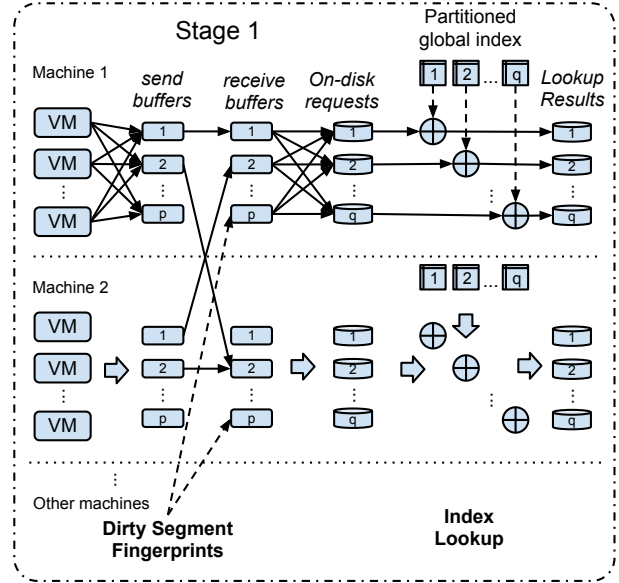 Stage 1
Partitioned
global index
Machine 1
send
buffers
receive
buffers
On-disk
requests
1 2 ... q
Lookup
Results
VM
VM
⋮
VM
1
2
⋮
p
1
2
⋮
p
1
2
⋮
q
⋮
1
2
⋮
q
Machine 2
1 2 ... q
VM
VM
⋮
VM
1
2
⋮
p
1
2
⋮
p
1
2
⋮
q
⋮
1
2
⋮
q
⋮
Other machines
Dirty Segment
Fingerprints
Index
Lookup